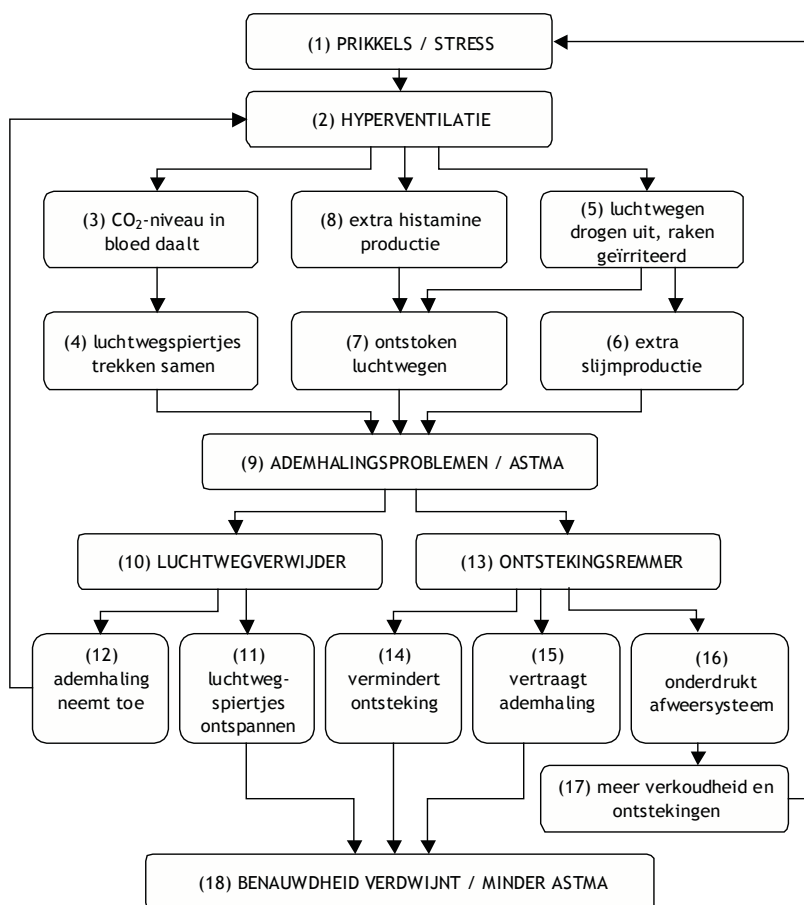 (1) PRIKKELS / STRESS
(2) HYPERVENTILATIE
(3) CO₂-niveau in
bloed daalt
(8) extra histamine
productie
(5) luchtwegen
drogen uit, raken
geïrriteerd
(4) luchtwegspiertjes
trekken samen
(7) ontstoken
luchtwegen
(6) extra
slijmproductie
(9) ADEMHALINGSPROBLEMEN / ASTMA
(10) LUCHTWEGVERWIJDER
(13) ONTSTEKINGSREMMER
(12)
ademhaling
neemt toe
(11)
luchtweg-
spiertjes
ontspannen
(14)
vermindert
ontsteking
(15)
vertraagt
ademhaling
(16)
onderdrukt
afweersysteem
(17) meer verkoudheid en
ontstekingen
(18) BENAUWDHEID VERDWIJNT / MINDER ASTMA